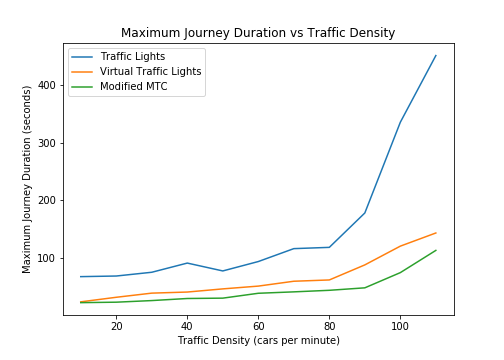 Maximum Journey Duration vs Traffic Density
Traffic Lights
Virtual Traffic Lights
Modified MTC
Maximum Journey Duration (seconds)
400
300
200
100
20 40 60 80 100
Traffic Density (cars per minute)